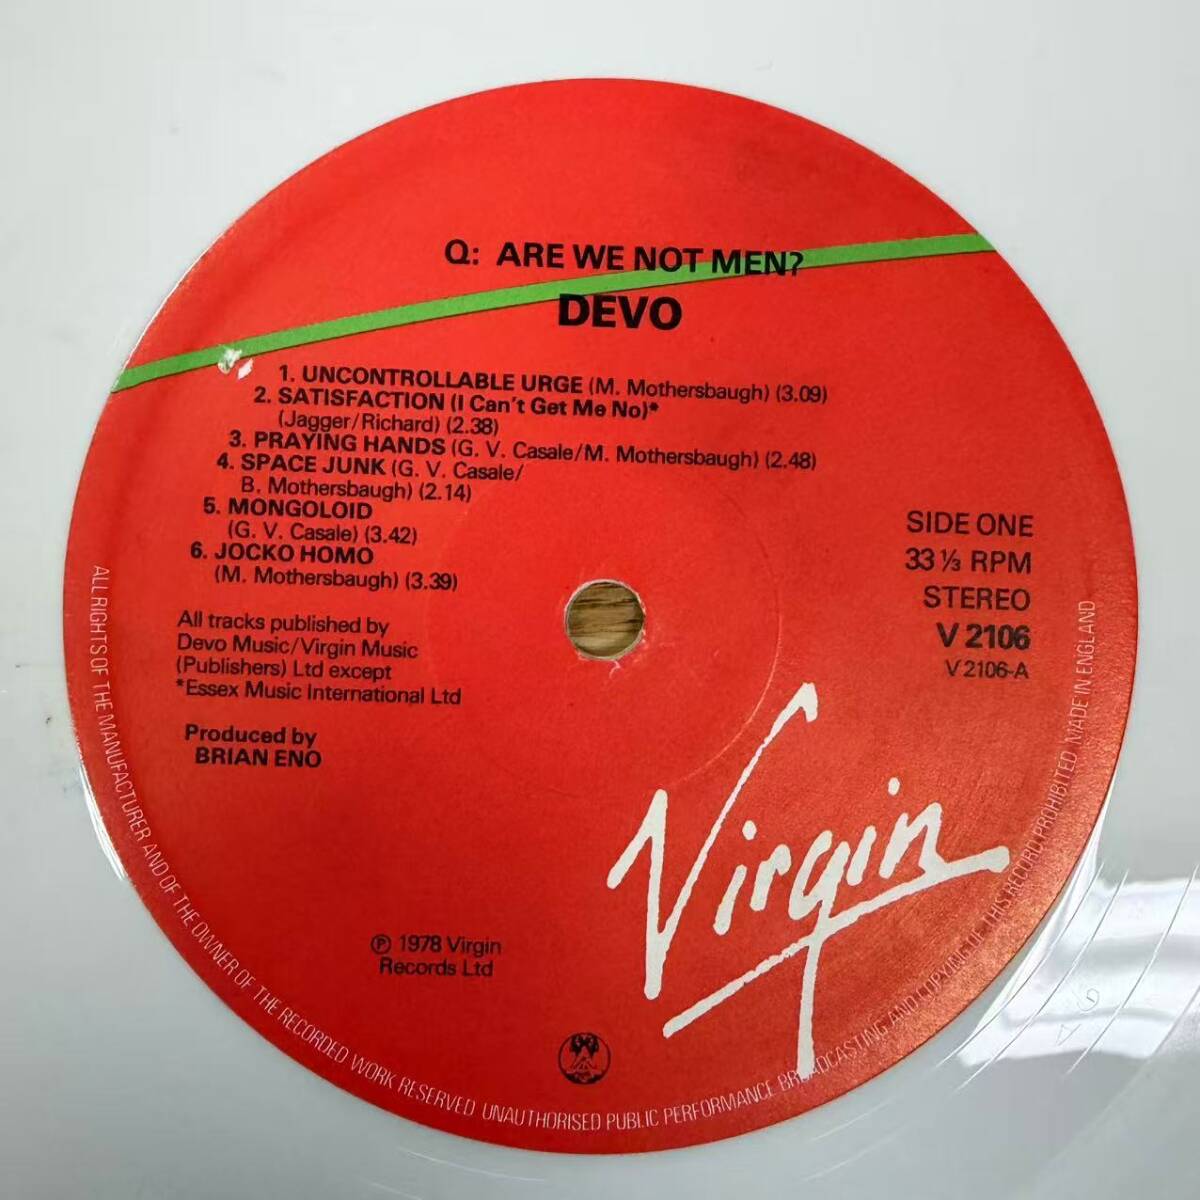 Q: ARE WE NOT MEN?
DEVO
1. UNCONTROLLABLE URGE (M. Mothersbaugh) (3.09)
2. SATISFACTION (I Can't Get Me No)*
(Jagger/Richard) (2.38)
3. PRAYING HANDS (G. V. Casale/M. Mothersbaugh) (2.48)
4. SPACE JUNK (G. V. Casale/
B. Mothersbaugh) (2.14)
5. MONGOLOID
(G. V. Casale) (3.42)
6. JOCKO HOMO
(M. Mothersbaugh) (3.39)
All tracks published by
Devo Music/Virgin Music
(Publishers) Ltd except
*Essex Music International Ltd
Produced by
BRIAN ENO
SIDE ONE
33 ⅓ RPM
STEREO
V 2106
V 2106-A
Virgin
℗ 1978 Virgin
Records Ltd
ALL RIGHTS OF THE MANUFACTURER AND OF THE OWNER OF THE RECORDED WORK RESERVED UNAUTHORISED PUBLIC PERFORMANCE BROADCASTING AND COPYING OF THIS RECORD PROHIBITED MADE IN ENGLAND